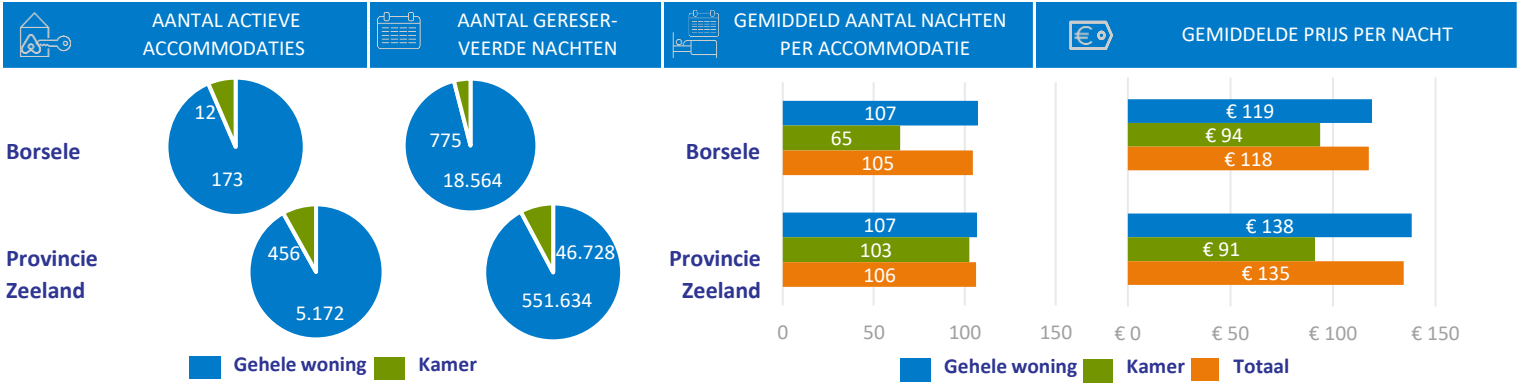 AANTAL ACTIEVE
ACCOMMODATIES
AANTAL GERESER-
VEERDE NACHTEN
GEMIDDELD AANTAL NACHTEN
PER ACCOMMODATIE
GEMIDDELDE PRIJS PER NACHT
Borsele
12
173
775
18.564
Provincie
Zeeland
456
5.172
46.728
551.634
Gehele woning Kamer
Borsele
107
65
105
Provincie
Zeeland
107
103
106
0 50 100 150
€ 119
€ 94
€ 118
€ 138
€ 91
€ 135
€ 0 € 50 € 100 € 150
Gehele woning Kamer Totaal